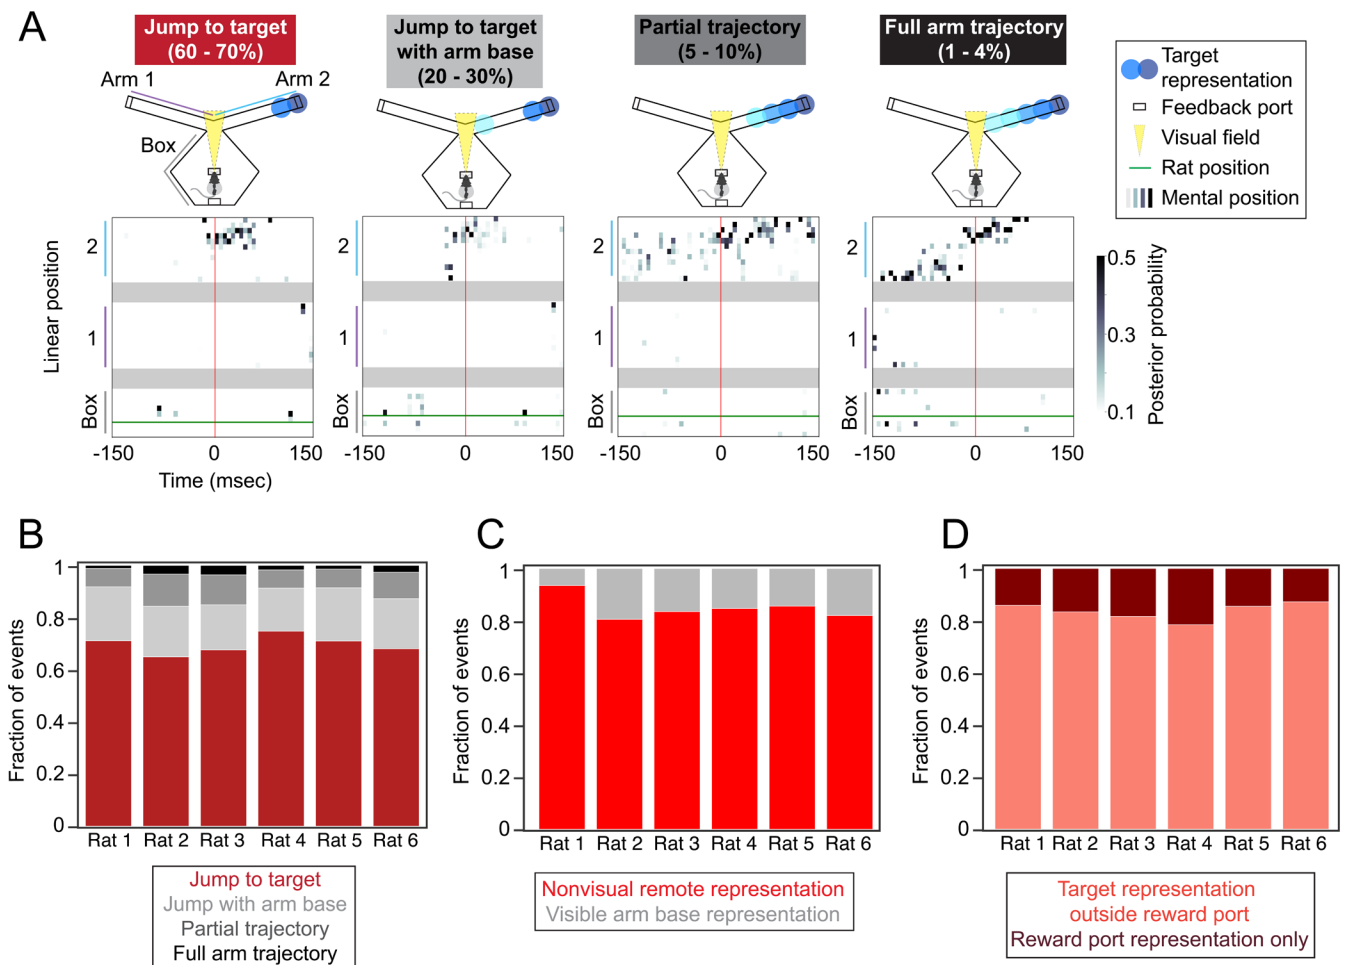 A
Jump to target
(60 - 70%)
Jump to target
with arm base
(20 - 30%)
Partial trajectory
(5 - 10%)
Full arm trajectory
(1 - 4%)
Arm 1
Arm 2
Box
Target
representation
Feedback port
Visual field
Rat position
Mental position
Linear position
2
1
Box
2
1
Box
2
1
Box
2
1
Box
-150
0
150
-150
0
150
-150
0
150
-150
0
150
Time (msec)
0.5
0.3
0.1
Posterior probability
B
Fraction of events
1
0.8
0.6
0.4
0.2
0
Rat 1
Rat 2
Rat 3
Rat 4
Rat 5
Rat 6
Jump to target
Jump with arm base
Partial trajectory
Full arm trajectory
C
Fraction of events
1
0.8
0.6
0.4
0.2
0
Rat 1
Rat 2
Rat 3
Rat 4
Rat 5
Rat 6
Nonvisual remote representation
Visible arm base representation
D
Fraction of events
1
0.8
0.6
0.4
0.2
0
Rat 1
Rat 2
Rat 3
Rat 4
Rat 5
Rat 6
Target representation
outside reward port
Reward port representation only